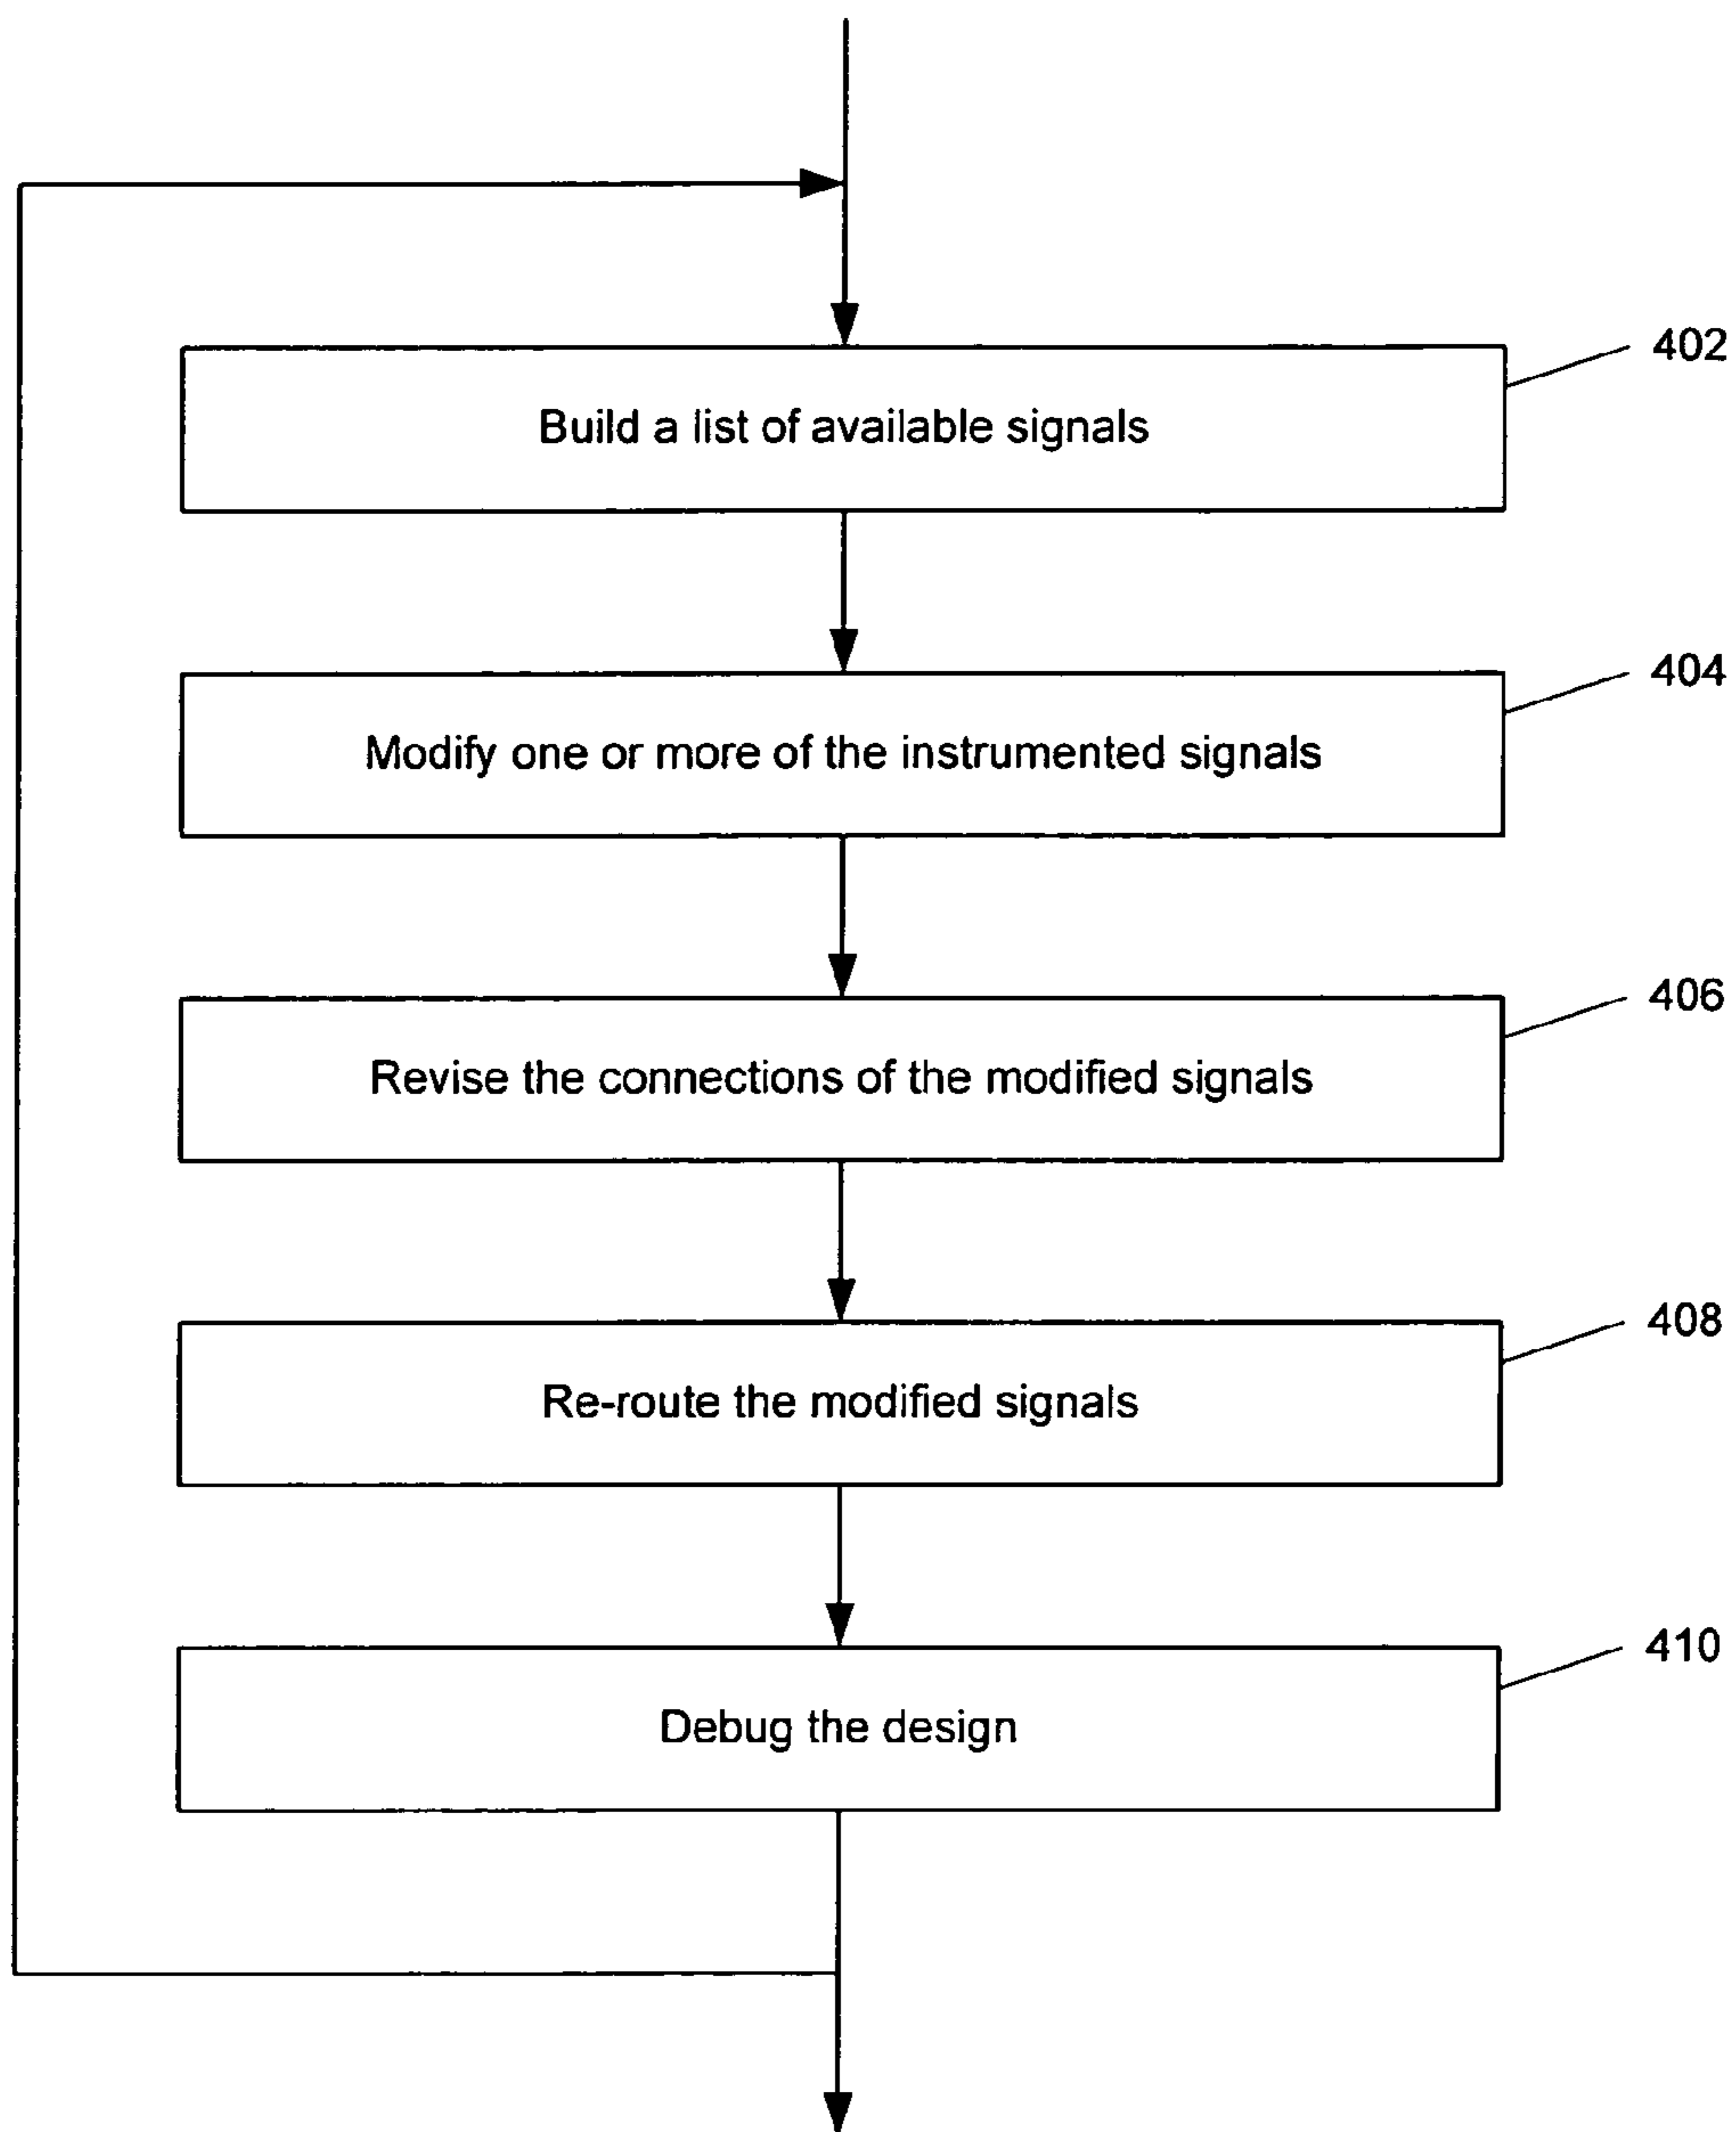 402
Build a list of available signals
404
Modify one or more of the instrumented signals
406
Revise the connections of the modified signals
408
Re-route the modified signals
410
Debug the design